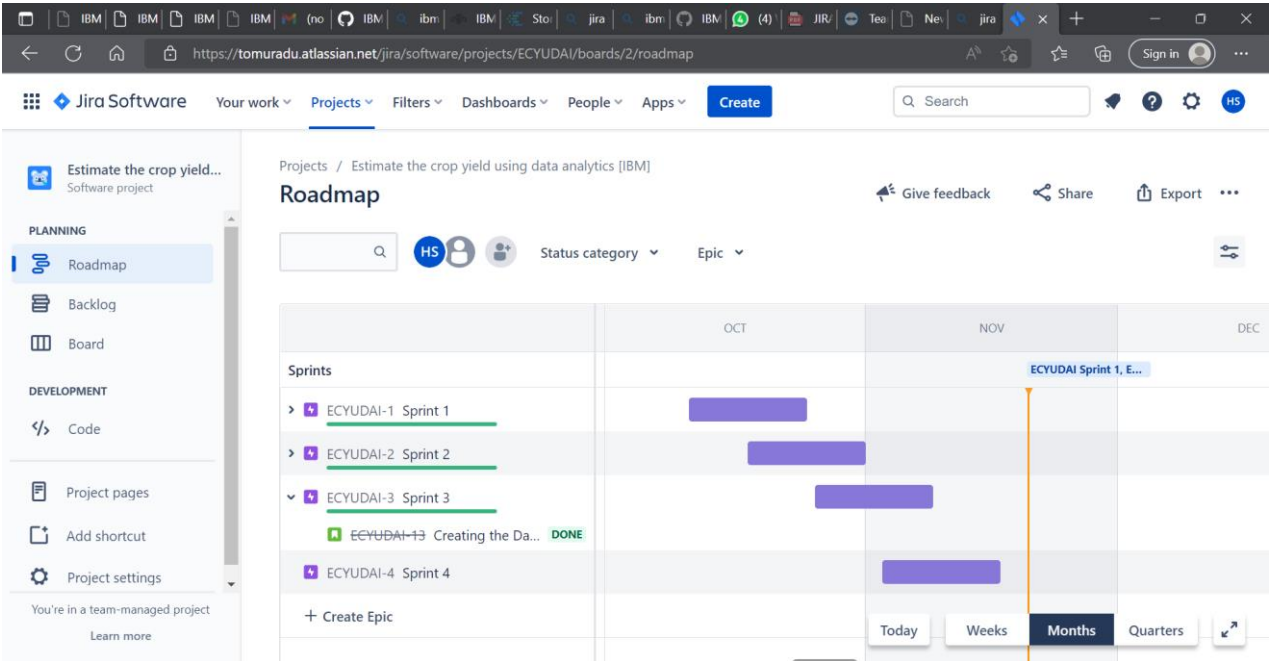 IBM IBM IBM IBM (no IBM ibm IBM Sto jira ibm IBM (4) JIR Tea Ne jira
https://tomuradu.atlassian.net/jira/software/projects/ECYUDAI/boards/2/roadmap Sign in
Jira Software Your work Projects Filters Dashboards People Apps Create Search HS
Estimate the crop yield...
Software project
PLANNING
Roadmap
Backlog
Board
DEVELOPMENT
Code
Project pages
Add shortcut
Project settings
You're in a team-managed project
Learn more
Projects / Estimate the crop yield using data analytics [IBM]
Roadmap
Give feedback Share Export
HS Status category Epic
OCT NOV DEC
Sprints ECYUDAI Sprint 1, E...
ECYUDAI-1 Sprint 1
ECYUDAI-2 Sprint 2
ECYUDAI-3 Sprint 3
ECYUDAI-13 Creating the Da... DONE
ECYUDAI-4 Sprint 4
+ Create Epic
Today Weeks Months Quarters